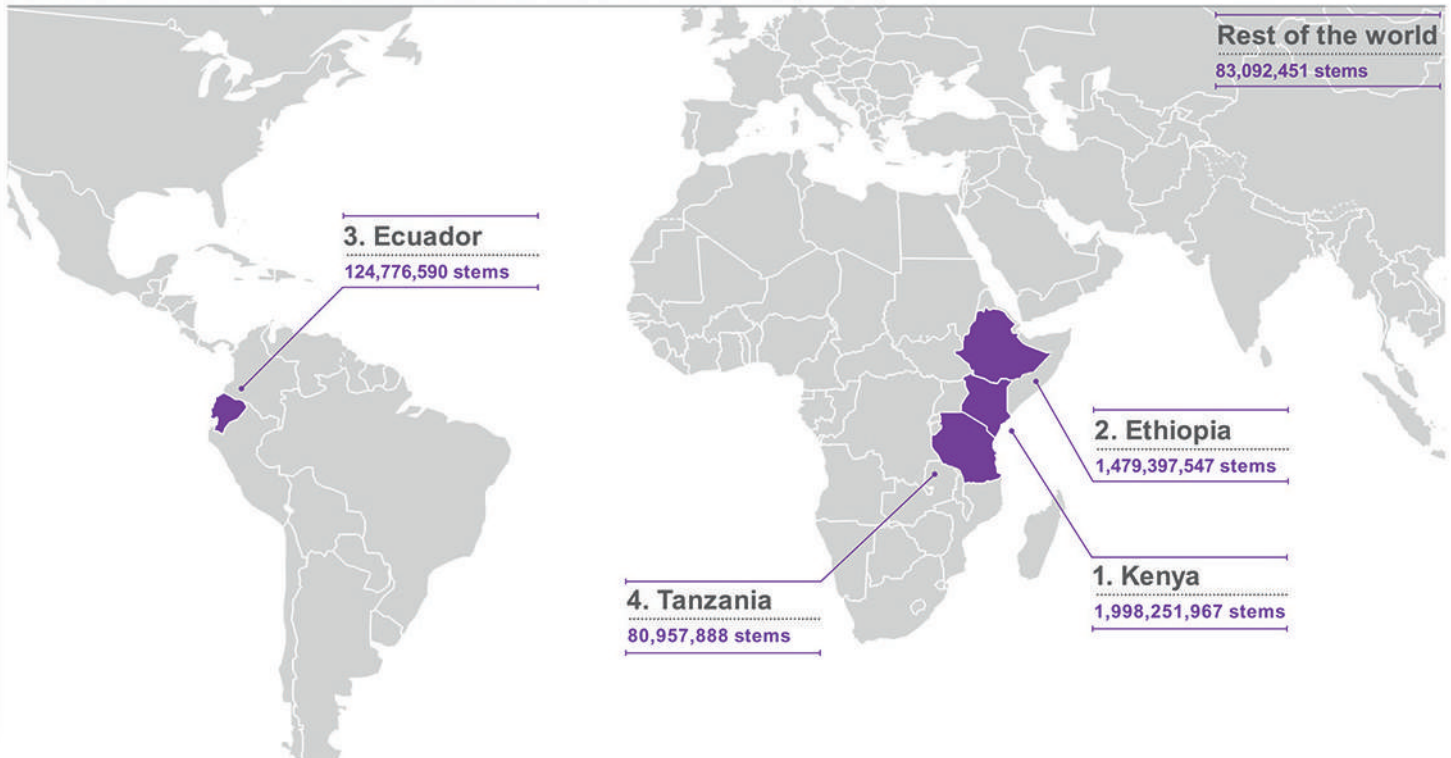 Rest of the world
83,092,451 stems
3. Ecuador
124,776,590 stems
2. Ethiopia
1,479,397,547 stems
1. Kenya
1,998,251,967 stems
4. Tanzania
80,957,888 stems